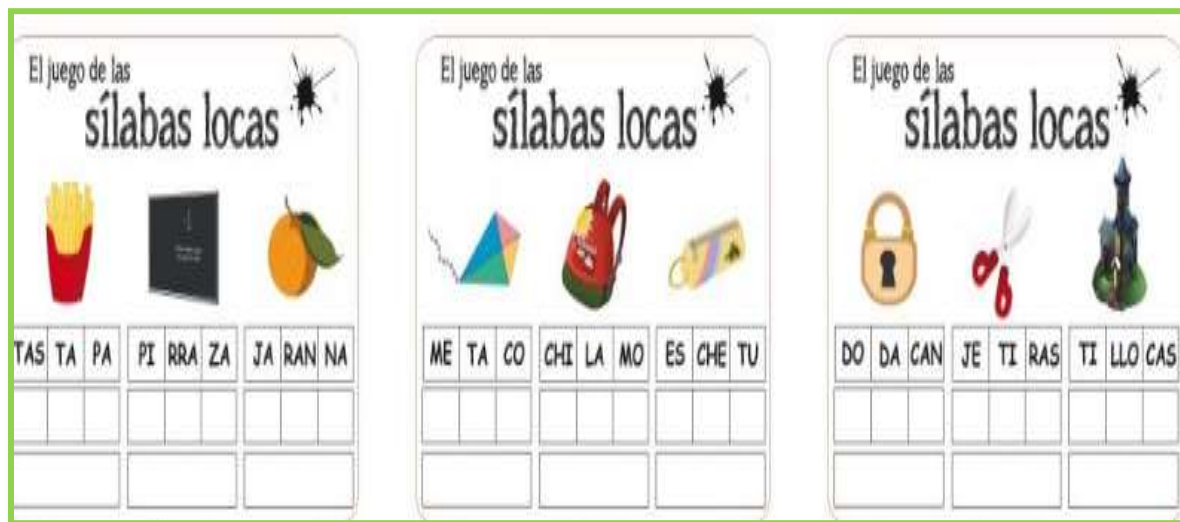 El juego de las
sílabas locas
TAS TA PA PI RRA ZA JA RAN NA
El juego de las
sílabas locas
ME TA CO CHI LA MO ES CHE TU
El juego de las
sílabas locas
DO DA CAN JE TI RAS TI LLO CAS